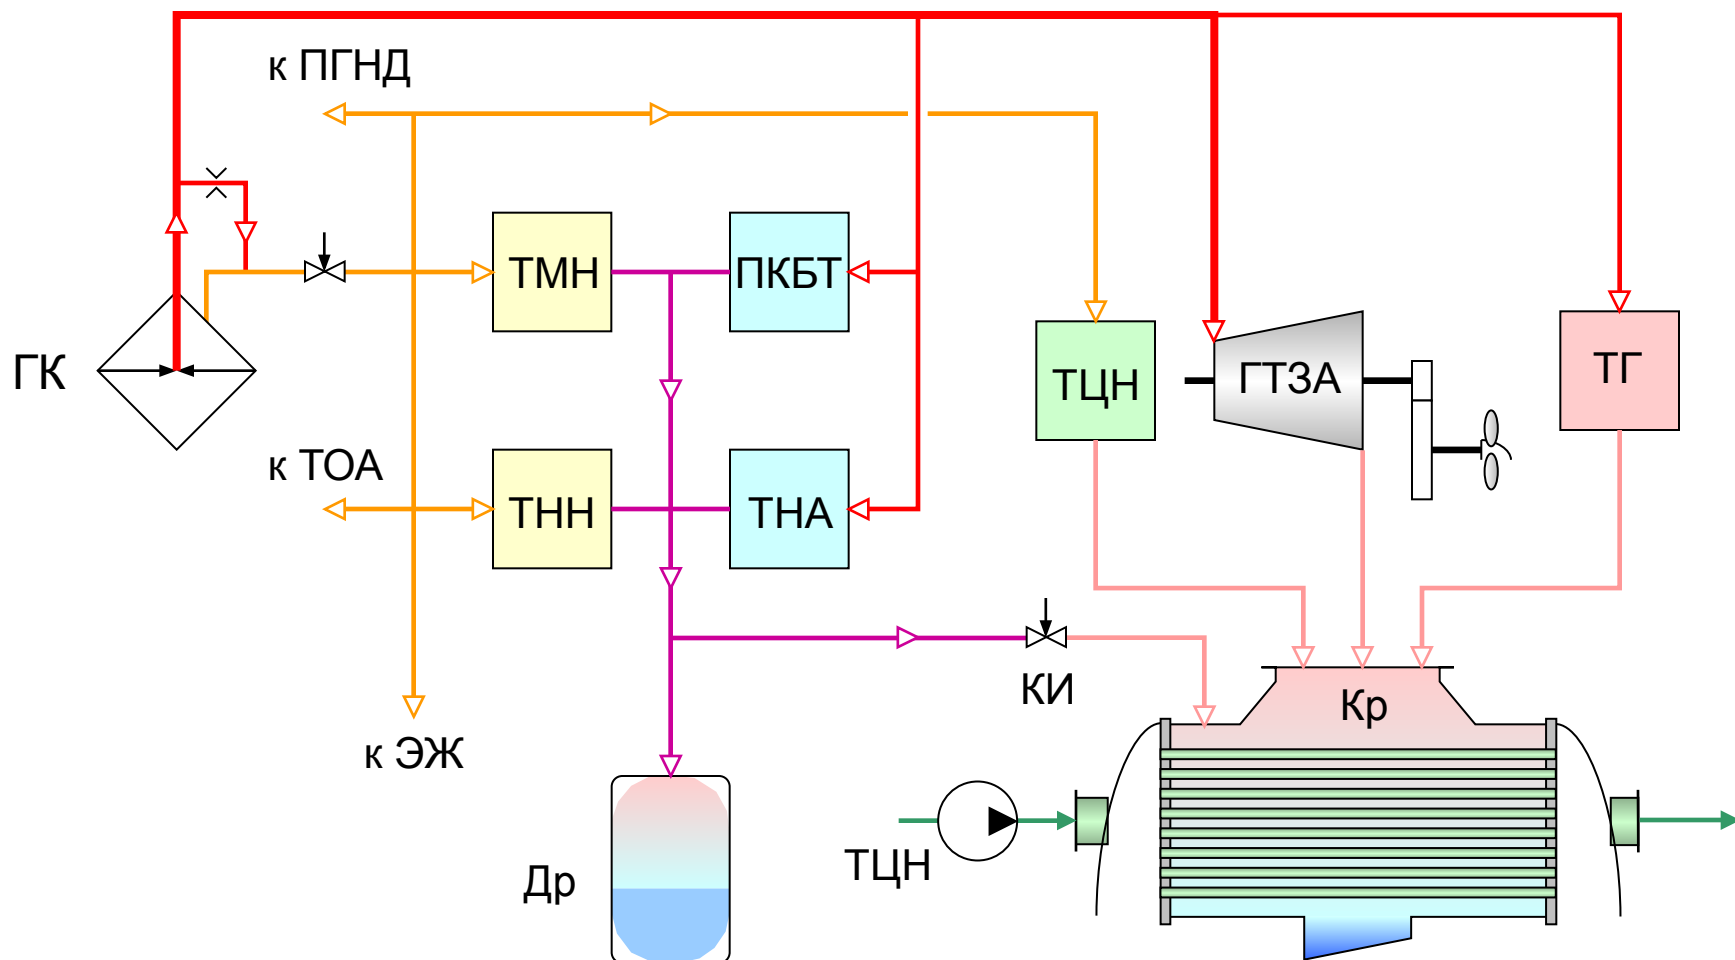 к ПГНД
ТМН
ПКБТ
ГК
ТЦН
ГТЗА
ТГ
к ТОА
ТНН
ТНА
КИ
Кр
к ЭЖ
ТЦН
Др